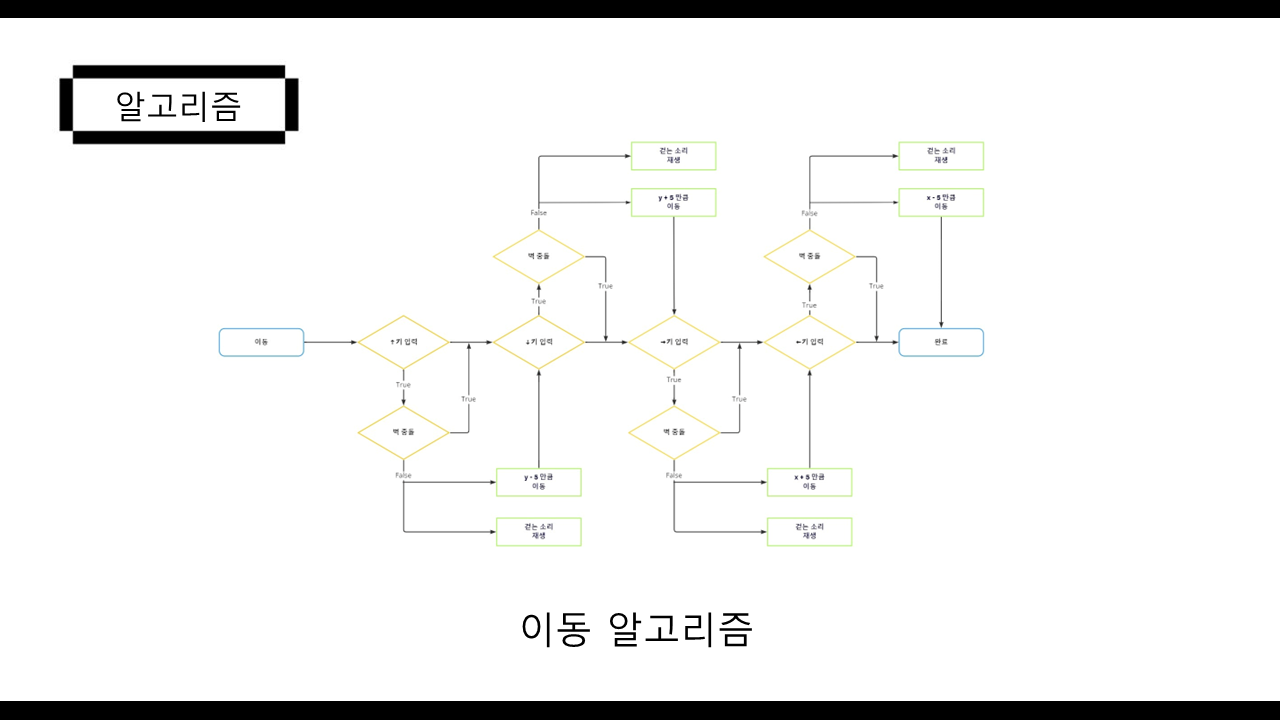 알고리즘
걷는 소리
재생
걷는 소리
재생
y + 5 만큼
이동
x - 5 만큼
이동
False
False
벽 충돌
벽 충돌
True
True
True
True
이동
↑키 입력
↓키 입력
→키 입력
←키 입력
완료
True
True
True
True
벽 충돌
벽 충돌
False
False
y - 5 만큼
이동
x + 5 만큼
이동
걷는 소리
재생
걷는 소리
재생
이동 알고리즘